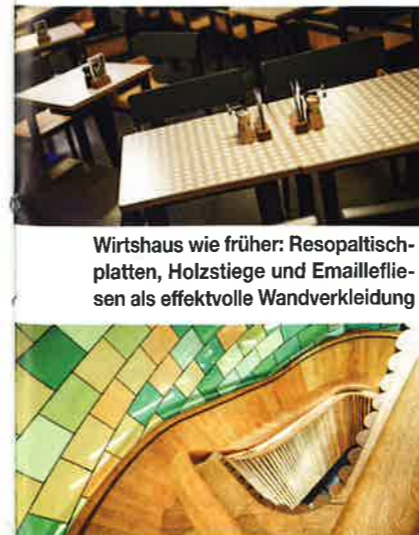 Wirtshaus wie früher: Resopaltisch-
platten, Holzstiege und Emailleflie-
sen als effektvolle Wandverkleidung